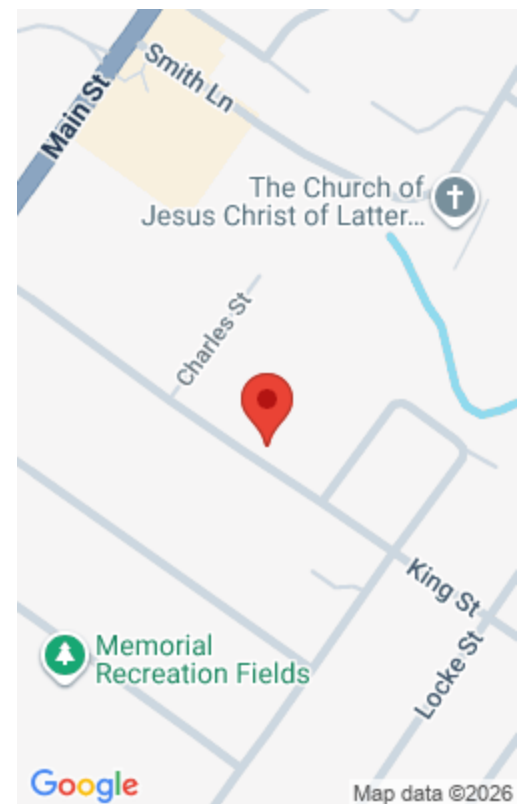 Smith Ln
Main St
The Church of
Jesus Christ of Latter...
Charles St
King St
Locke St
Memorial
Recreation Fields
Google
Map data ©2026